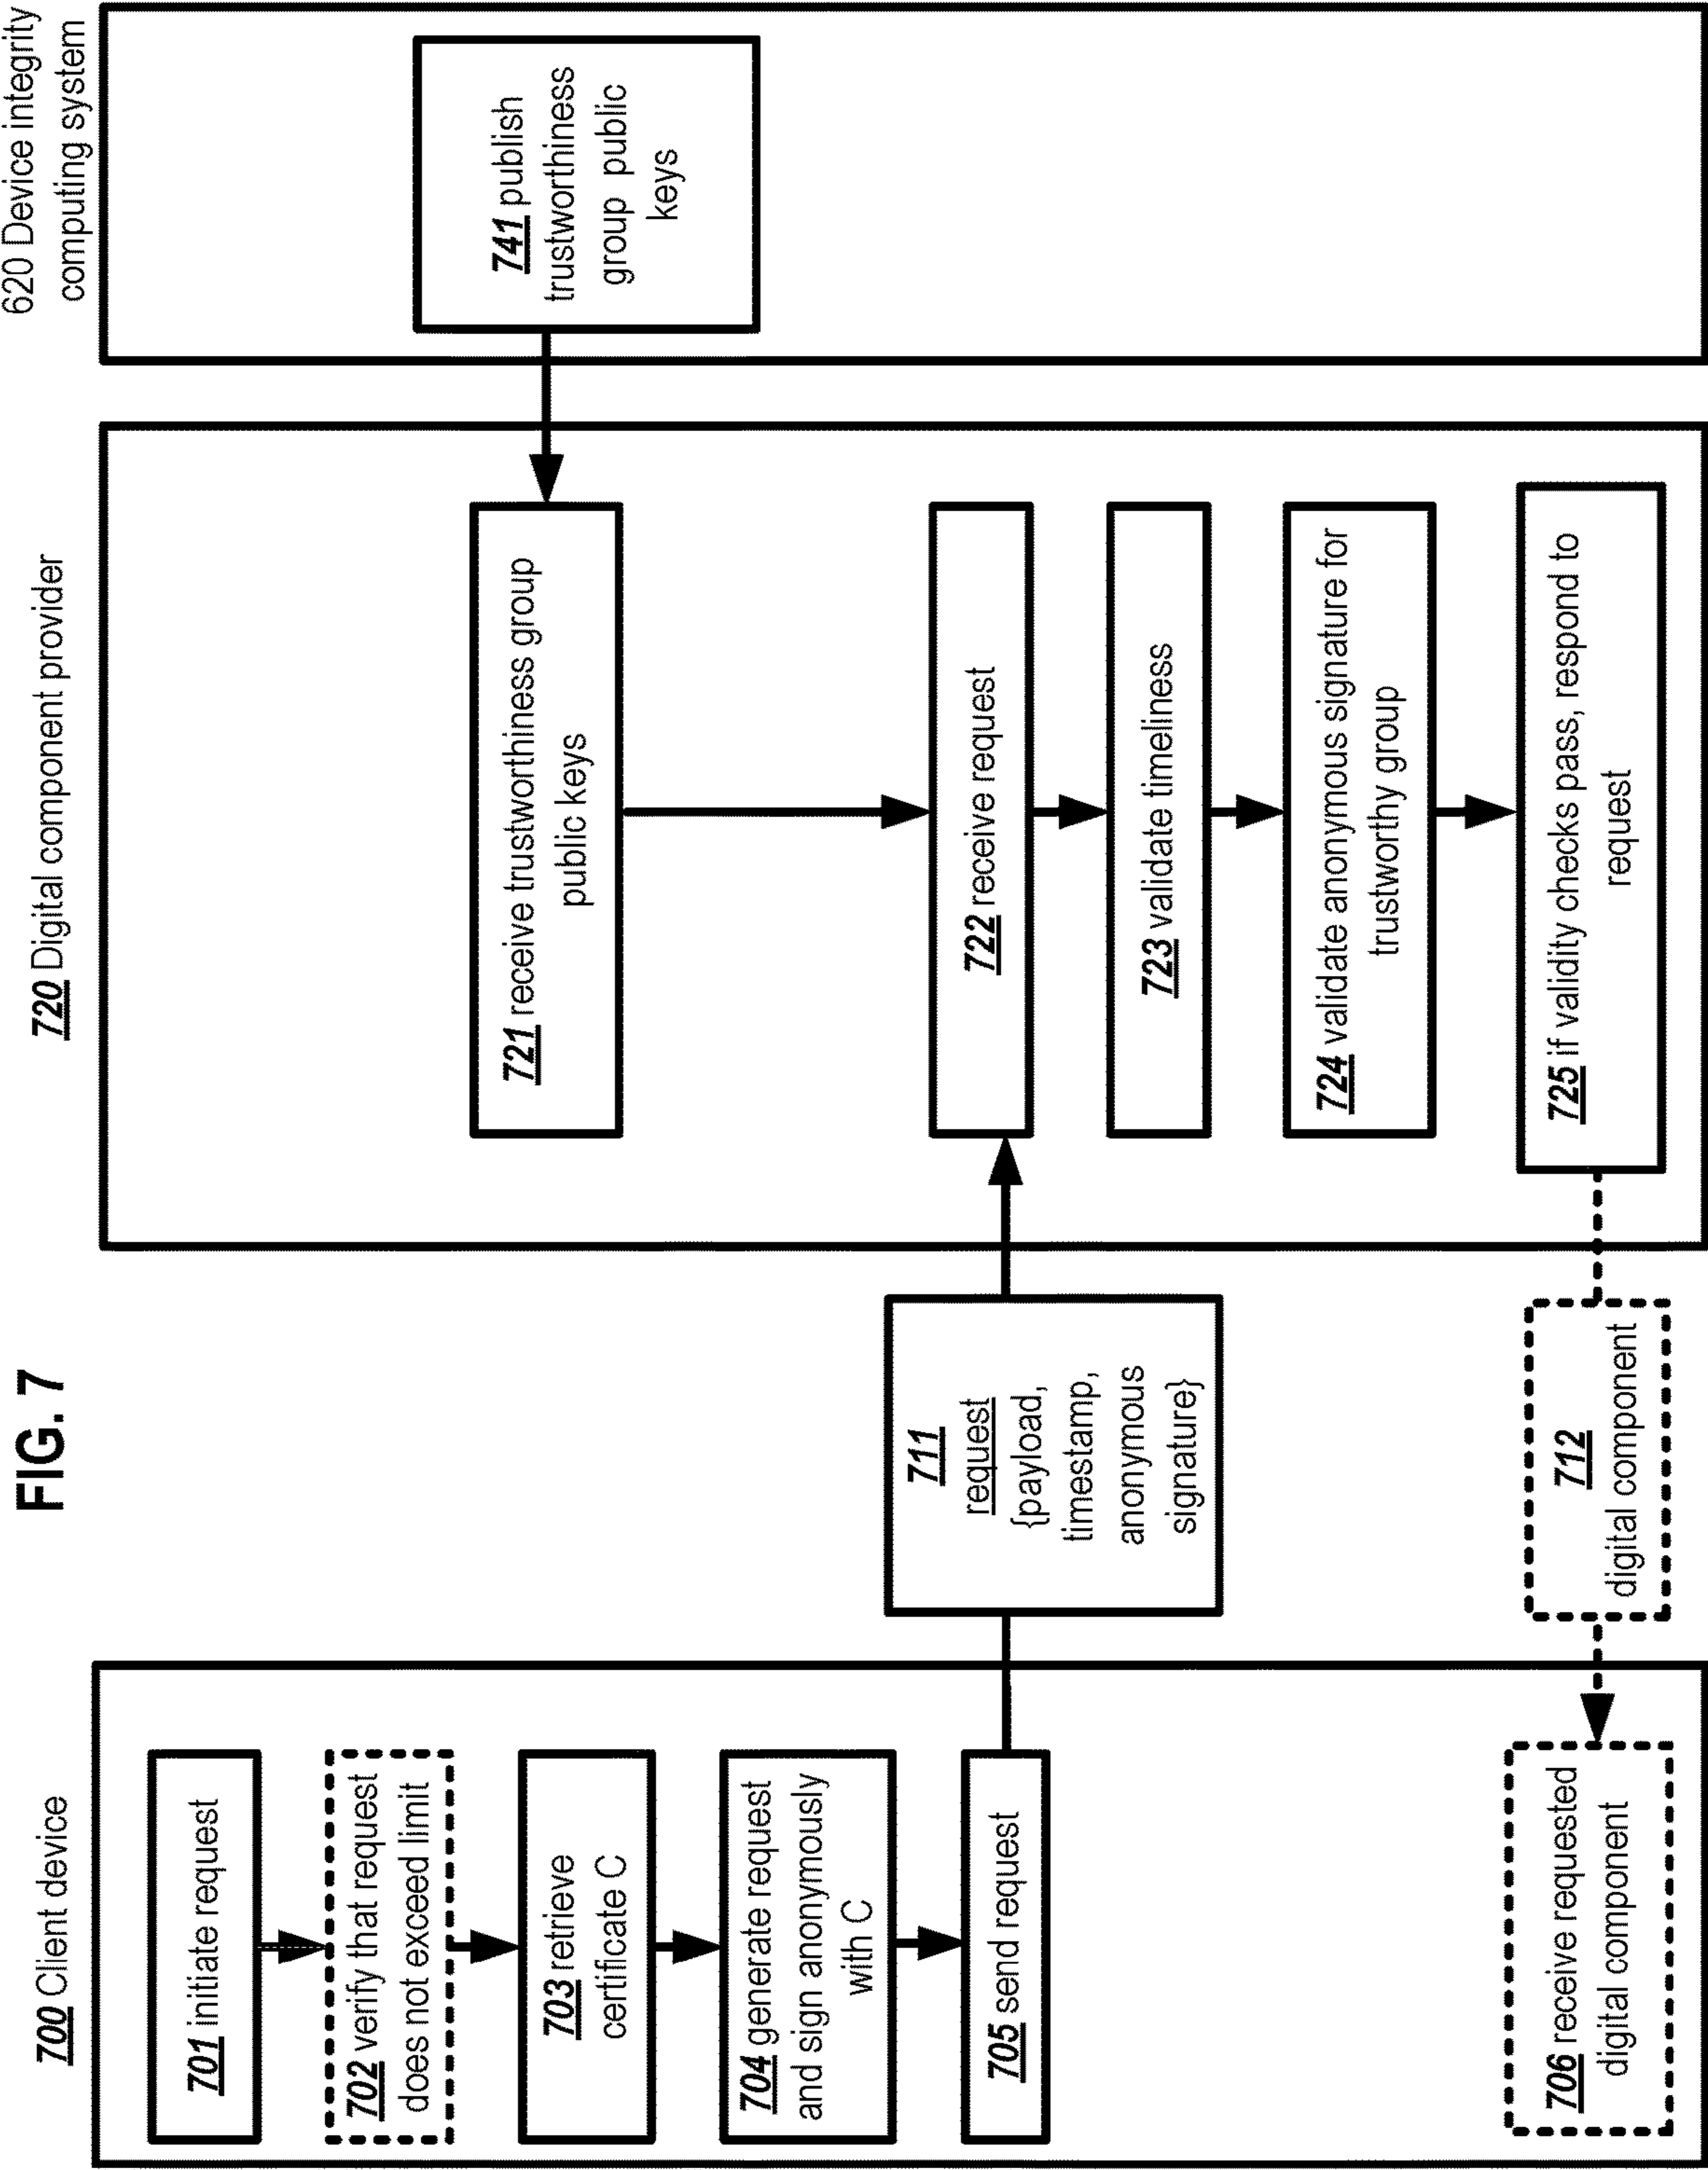 FIG. 7
700 Client device
701 initiate request
702 verify that request
does not exceed limit
703 retrieve
certificate C
704 generate request
and sign anonymously
with C
705 send request
706 receive requested
digital component
711
request
{payload,
timestamp,
anonymous
signature}
712
digital component
720 Digital component provider
721 receive trustworthiness group
public keys
722 receive request
723 validate timeliness
724 validate anonymous signature for
trustworthy group
725 if validity checks pass, respond to
request
620 Device integrity
computing system
741 publish
trustworthiness
group public
keys